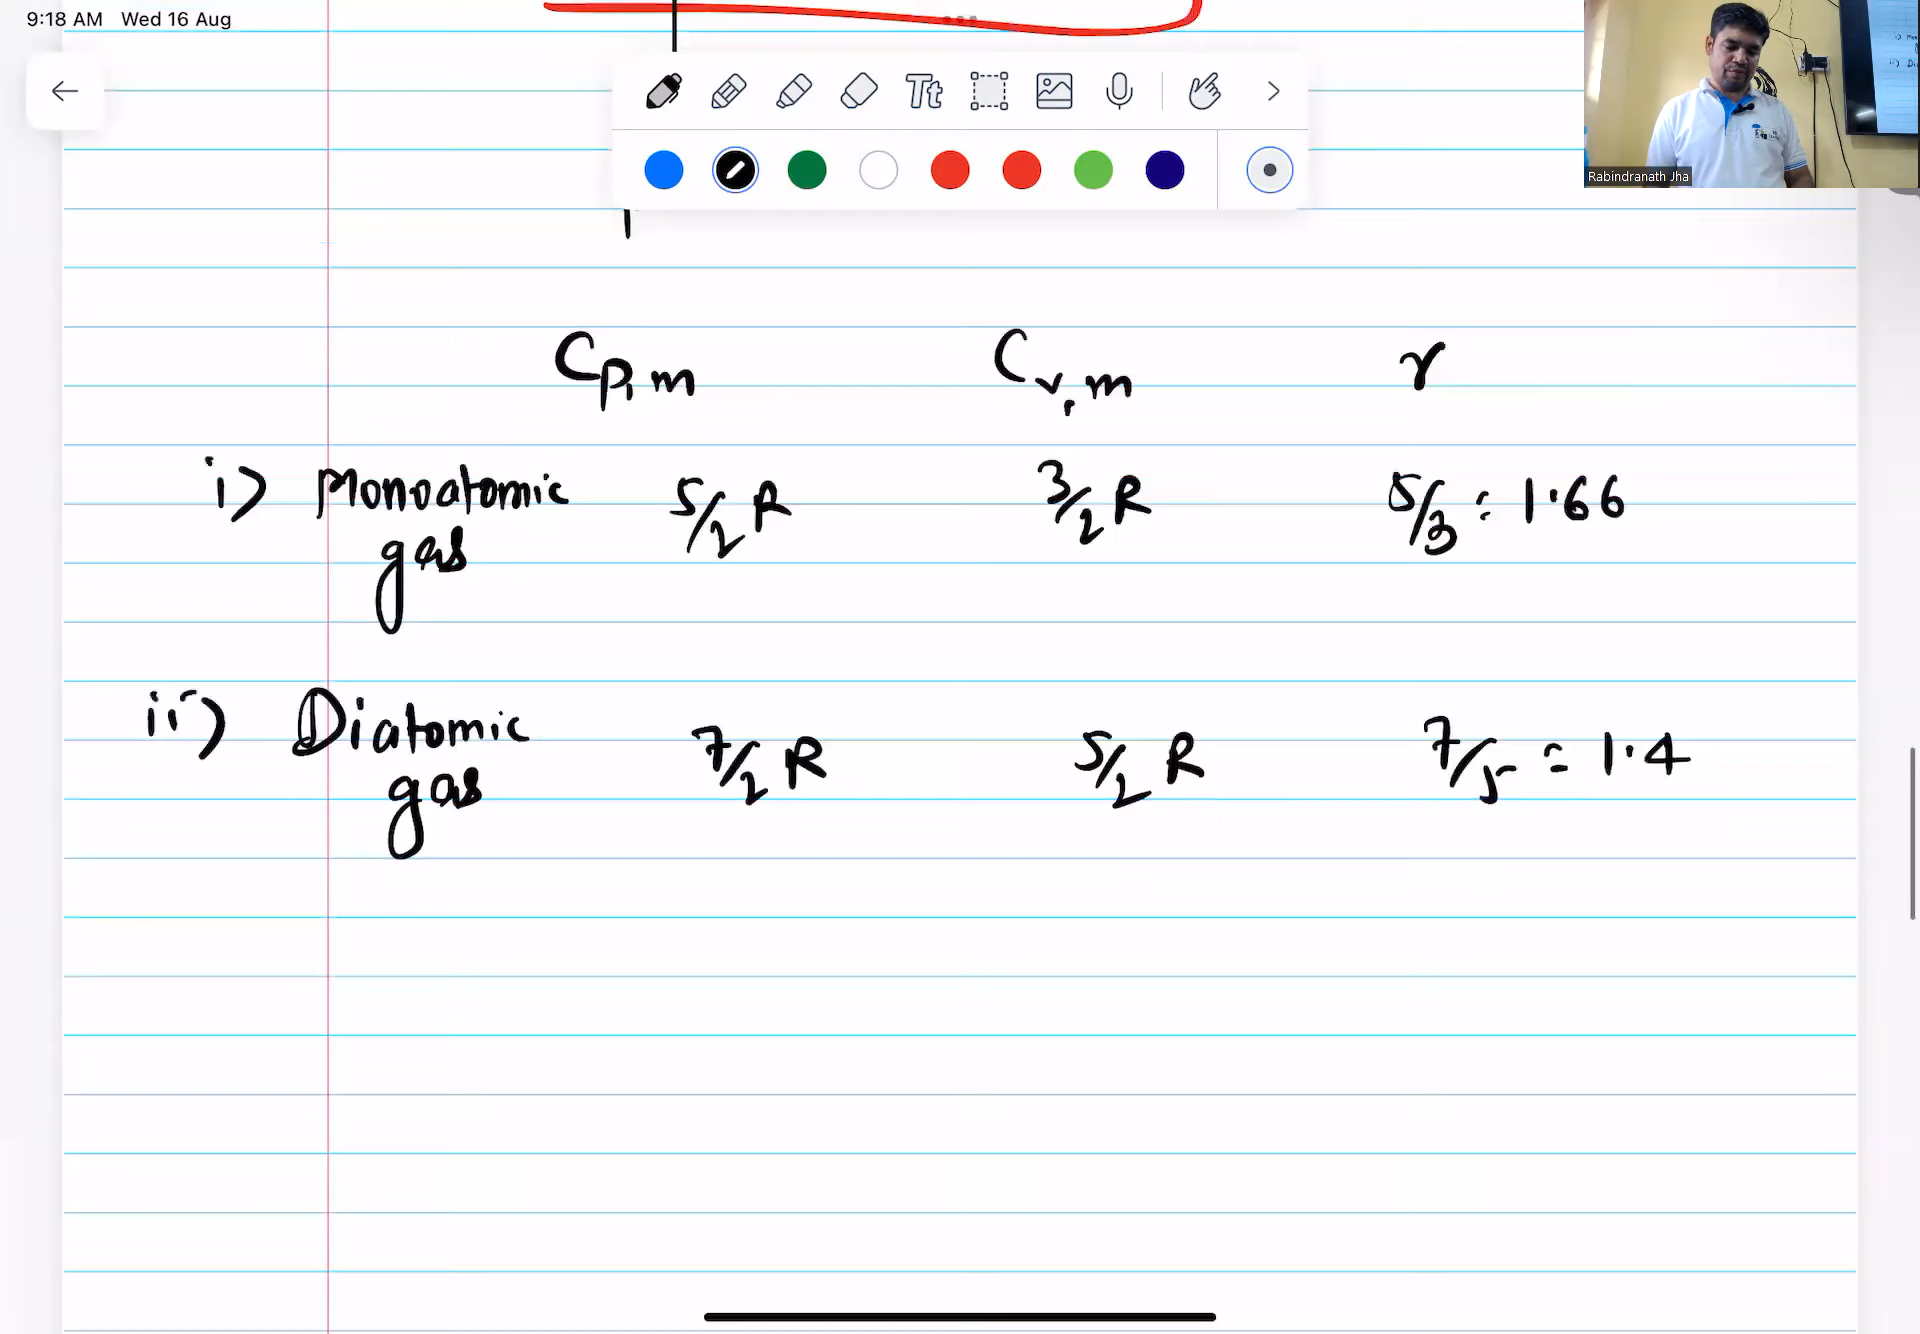 9:18 AM Wed 16 Aug
Tt
Rabindranath Jha
Cp,m Cv,m γ
i) Monoatomic gas 5/2 R 3/2 R 5/3 = 1.66
ii) Diatomic gas 7/2 R 5/2 R 7/5 = 1.4